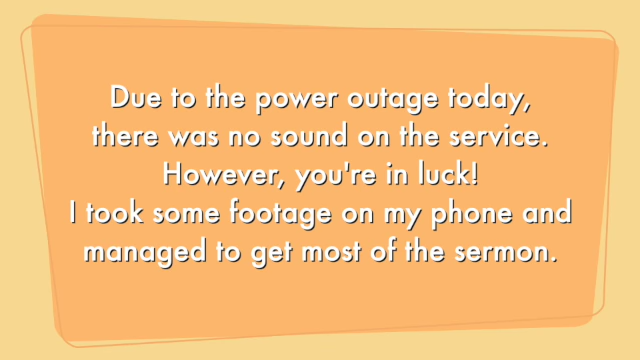 Due to the power outage today,
there was no sound on the service.
However, you're in luck!
I took some footage on my phone and
managed to get most of the sermon.